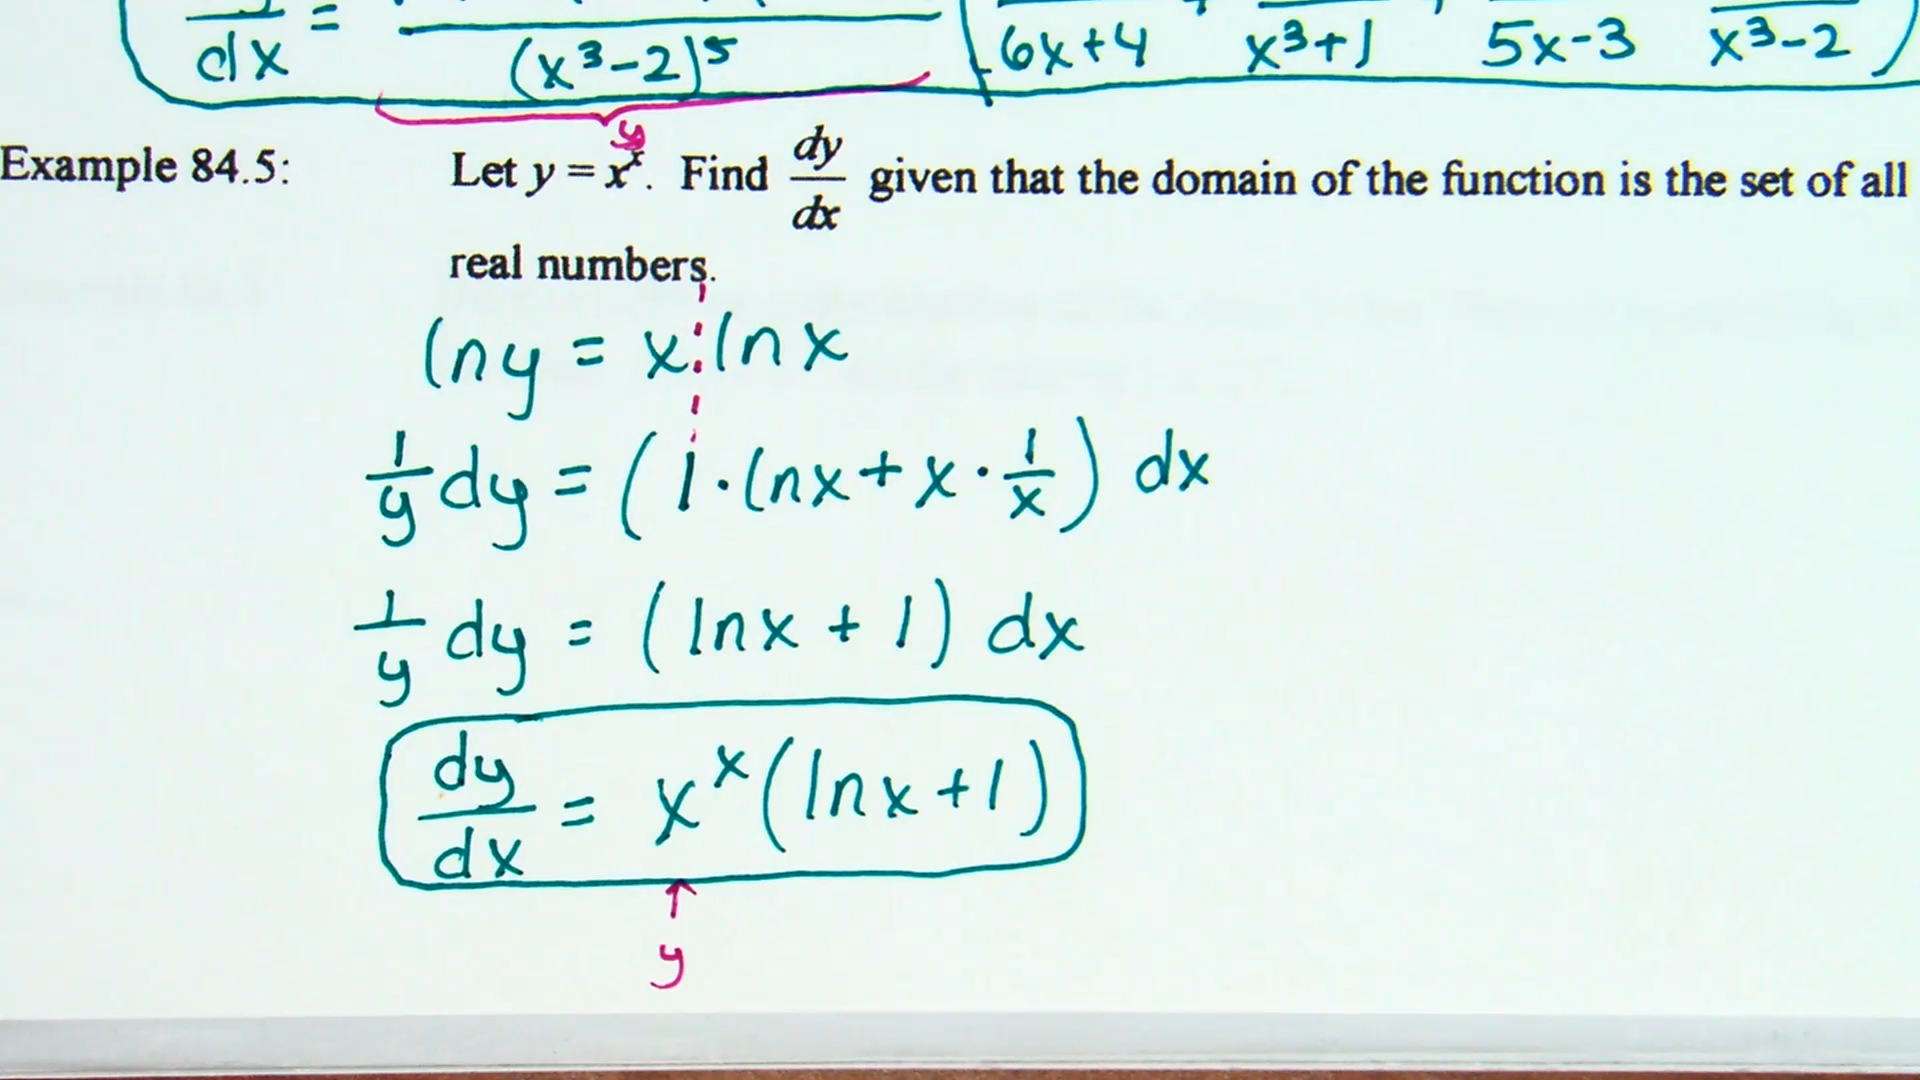 dx = (x³-2)⁵ 6x+4 x³+1 5x-3 x³-2
y
Example 84.5: Let y = xˣ. Find dy/dx given that the domain of the function is the set of all
real numbers.
ln y = x · ln x
1/y dy = ( 1 · ln x + x · 1/x ) dx
1/y dy = ( ln x + 1 ) dx
dy/dx = xˣ ( ln x + 1 )
↑
y